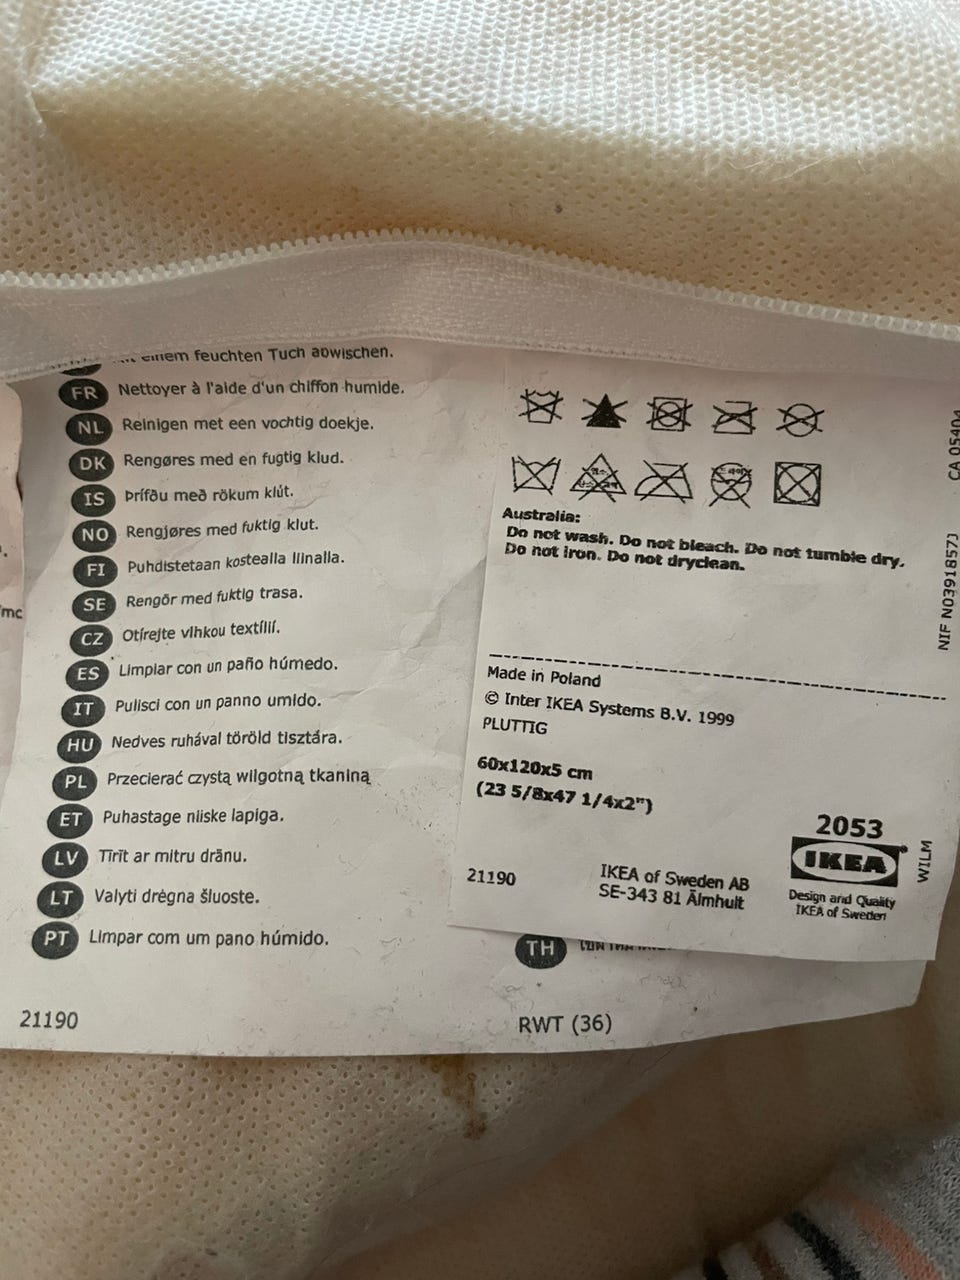 einem feuchten Tuch abwischen.
FR Nettoyer à l'aide d'un chiffon humide.
NL Reinigen met een vochtig doekje.
DK Rengøres med en fugtig klud.
IS Þrífðu með rökum klút.
NO Rengjøres med fuktig klut.
FI Puhdistetaan kostealla liinalla.
SE Rengör med fuktig trasa.
CZ Otírejte vlhkou textílií.
ES Limpiar con un paño húmedo.
IT Pulisci con un panno umido.
HU Nedves ruhával töröld tisztára.
PL Przecierać czystą wilgotną tkaniną
ET Puhastage niiske lapiga.
LV Tīrīt ar mitru drānu.
LT Valyti drėgna šluoste.
PT Limpar com um pano húmido.
21190
Australia:
Do not wash. Do not bleach. Do not tumble dry.
Do not iron. Do not dryclean.
Made in Poland
© Inter IKEA Systems B.V. 1999
PLUTTIG
60x120x5 cm
(23 5/8x47 1/4x2")
21190
IKEA of Sweden AB
SE-343 81 Älmhult
2053
IKEA
Design and Quality
IKEA of Sweden
WILM
NIF N0391857J
CA 05404
TH
RWT (36)
mc